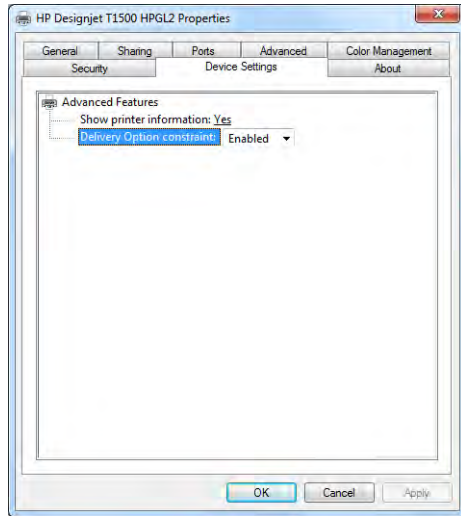 HP Designjet T1500 HPGL2 Properties
General Sharing Ports Advanced Color Management
Security Device Settings About
Advanced Features
Show printer information: Yes
Delivery Option constraint: Enabled
OK Cancel Apply